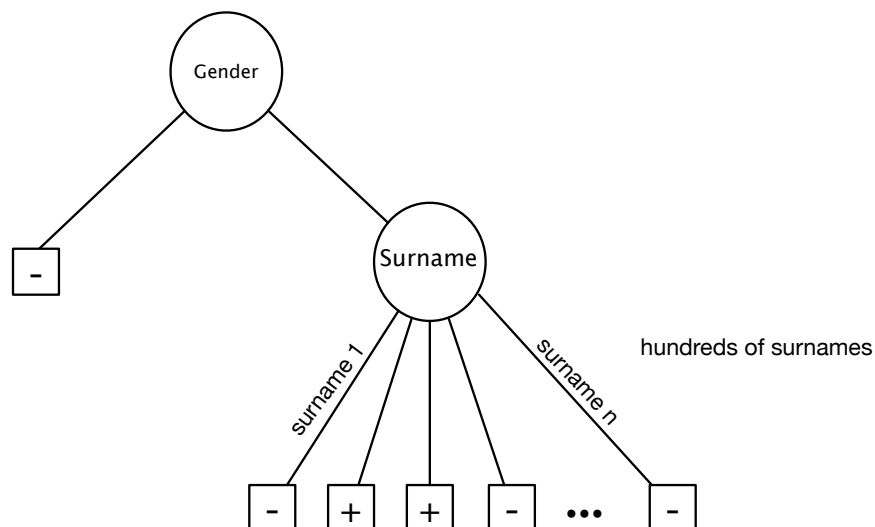 Gender
-
Surname
surname 1
surname n
hundreds of surnames
- + + - ••• -